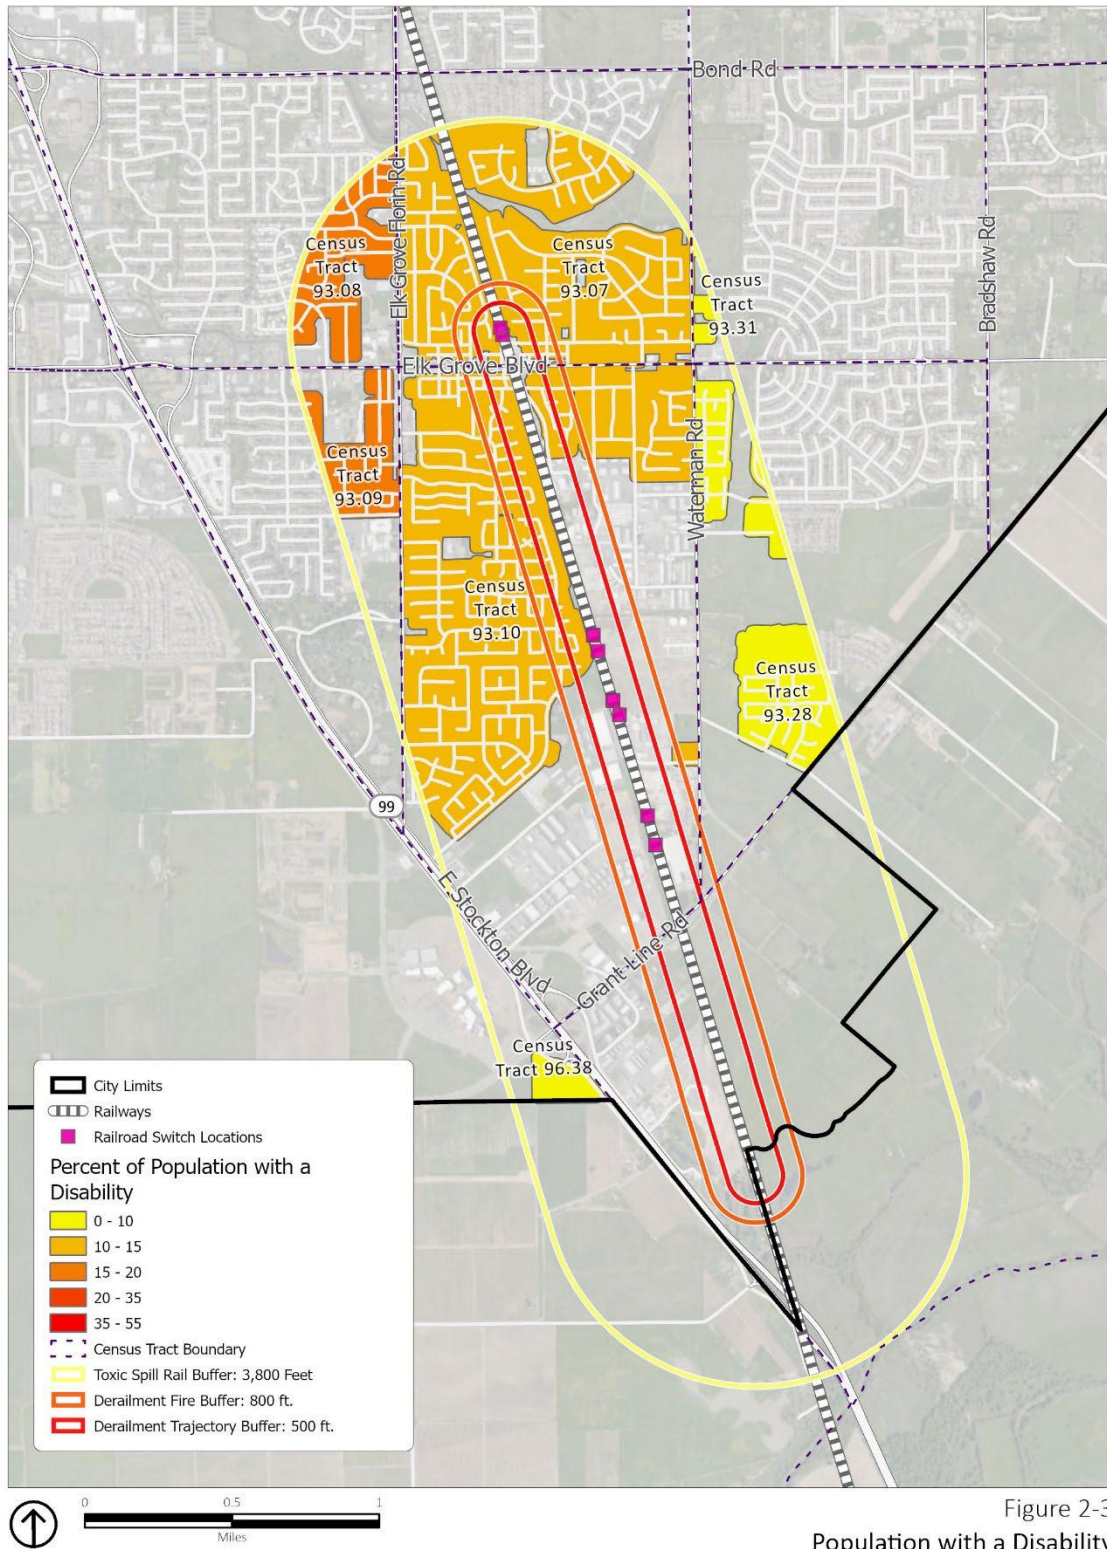 Bond Rd
Elk Grove Florin Rd
Census
Tract
93.08
Census
Tract
93.07
Census
Tract
93.31
Bradshaw Rd
Elk Grove Blvd
Census
Tract
93.09
Waterman Rd
Census
Tract
93.10
Census
Tract
93.28
99
E Stockton Blvd
Grant Line Rd
Census
Tract 96.38
City Limits
Railways
Railroad Switch Locations
Percent of Population with a
Disability
0 - 10
10 - 15
15 - 20
20 - 35
35 - 55
Census Tract Boundary
Toxic Spill Rail Buffer: 3,800 Feet
Derailment Fire Buffer: 800 ft.
Derailment Trajectory Buffer: 500 ft.
0 0.5 1
Miles
Figure 2-3
Population with a Disability